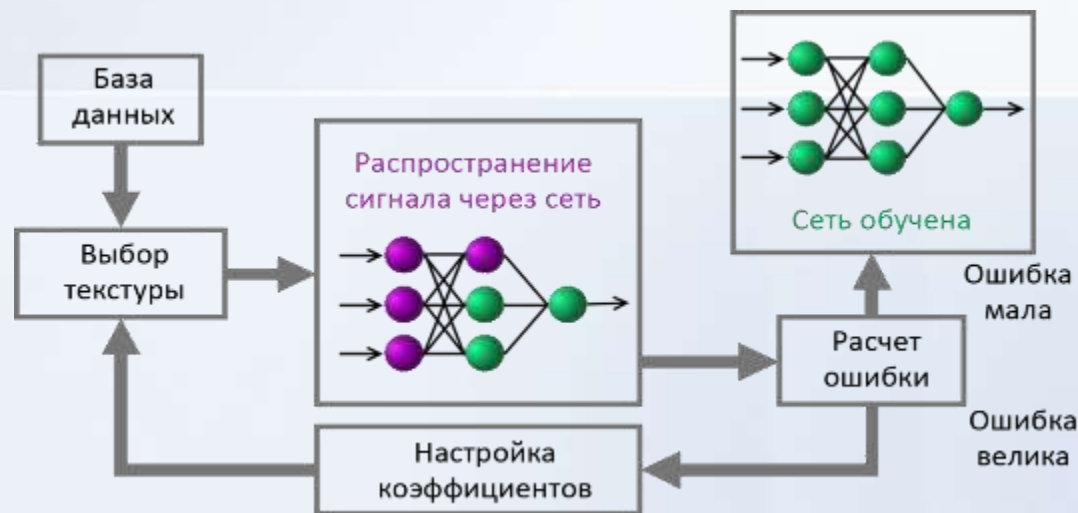 База
данных
Выбор
текстуры
Распространение
сигнала через сеть
Сеть обучена
Ошибка
мала
Расчет
ошибки
Ошибка
велика
Настройка
коэффициентов